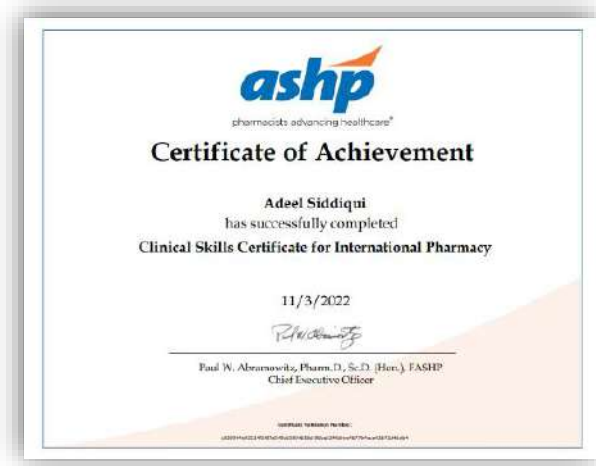 ashp
pharmacists advancing healthcare®
Certificate of Achievement
Adeel Siddiqui
has successfully completed
Clinical Skills Certificate for International Pharmacy
11/3/2022
Paul W. Abramowitz, Pharm.D., Sc.D. (Hon.), FASHP
Chief Executive Officer